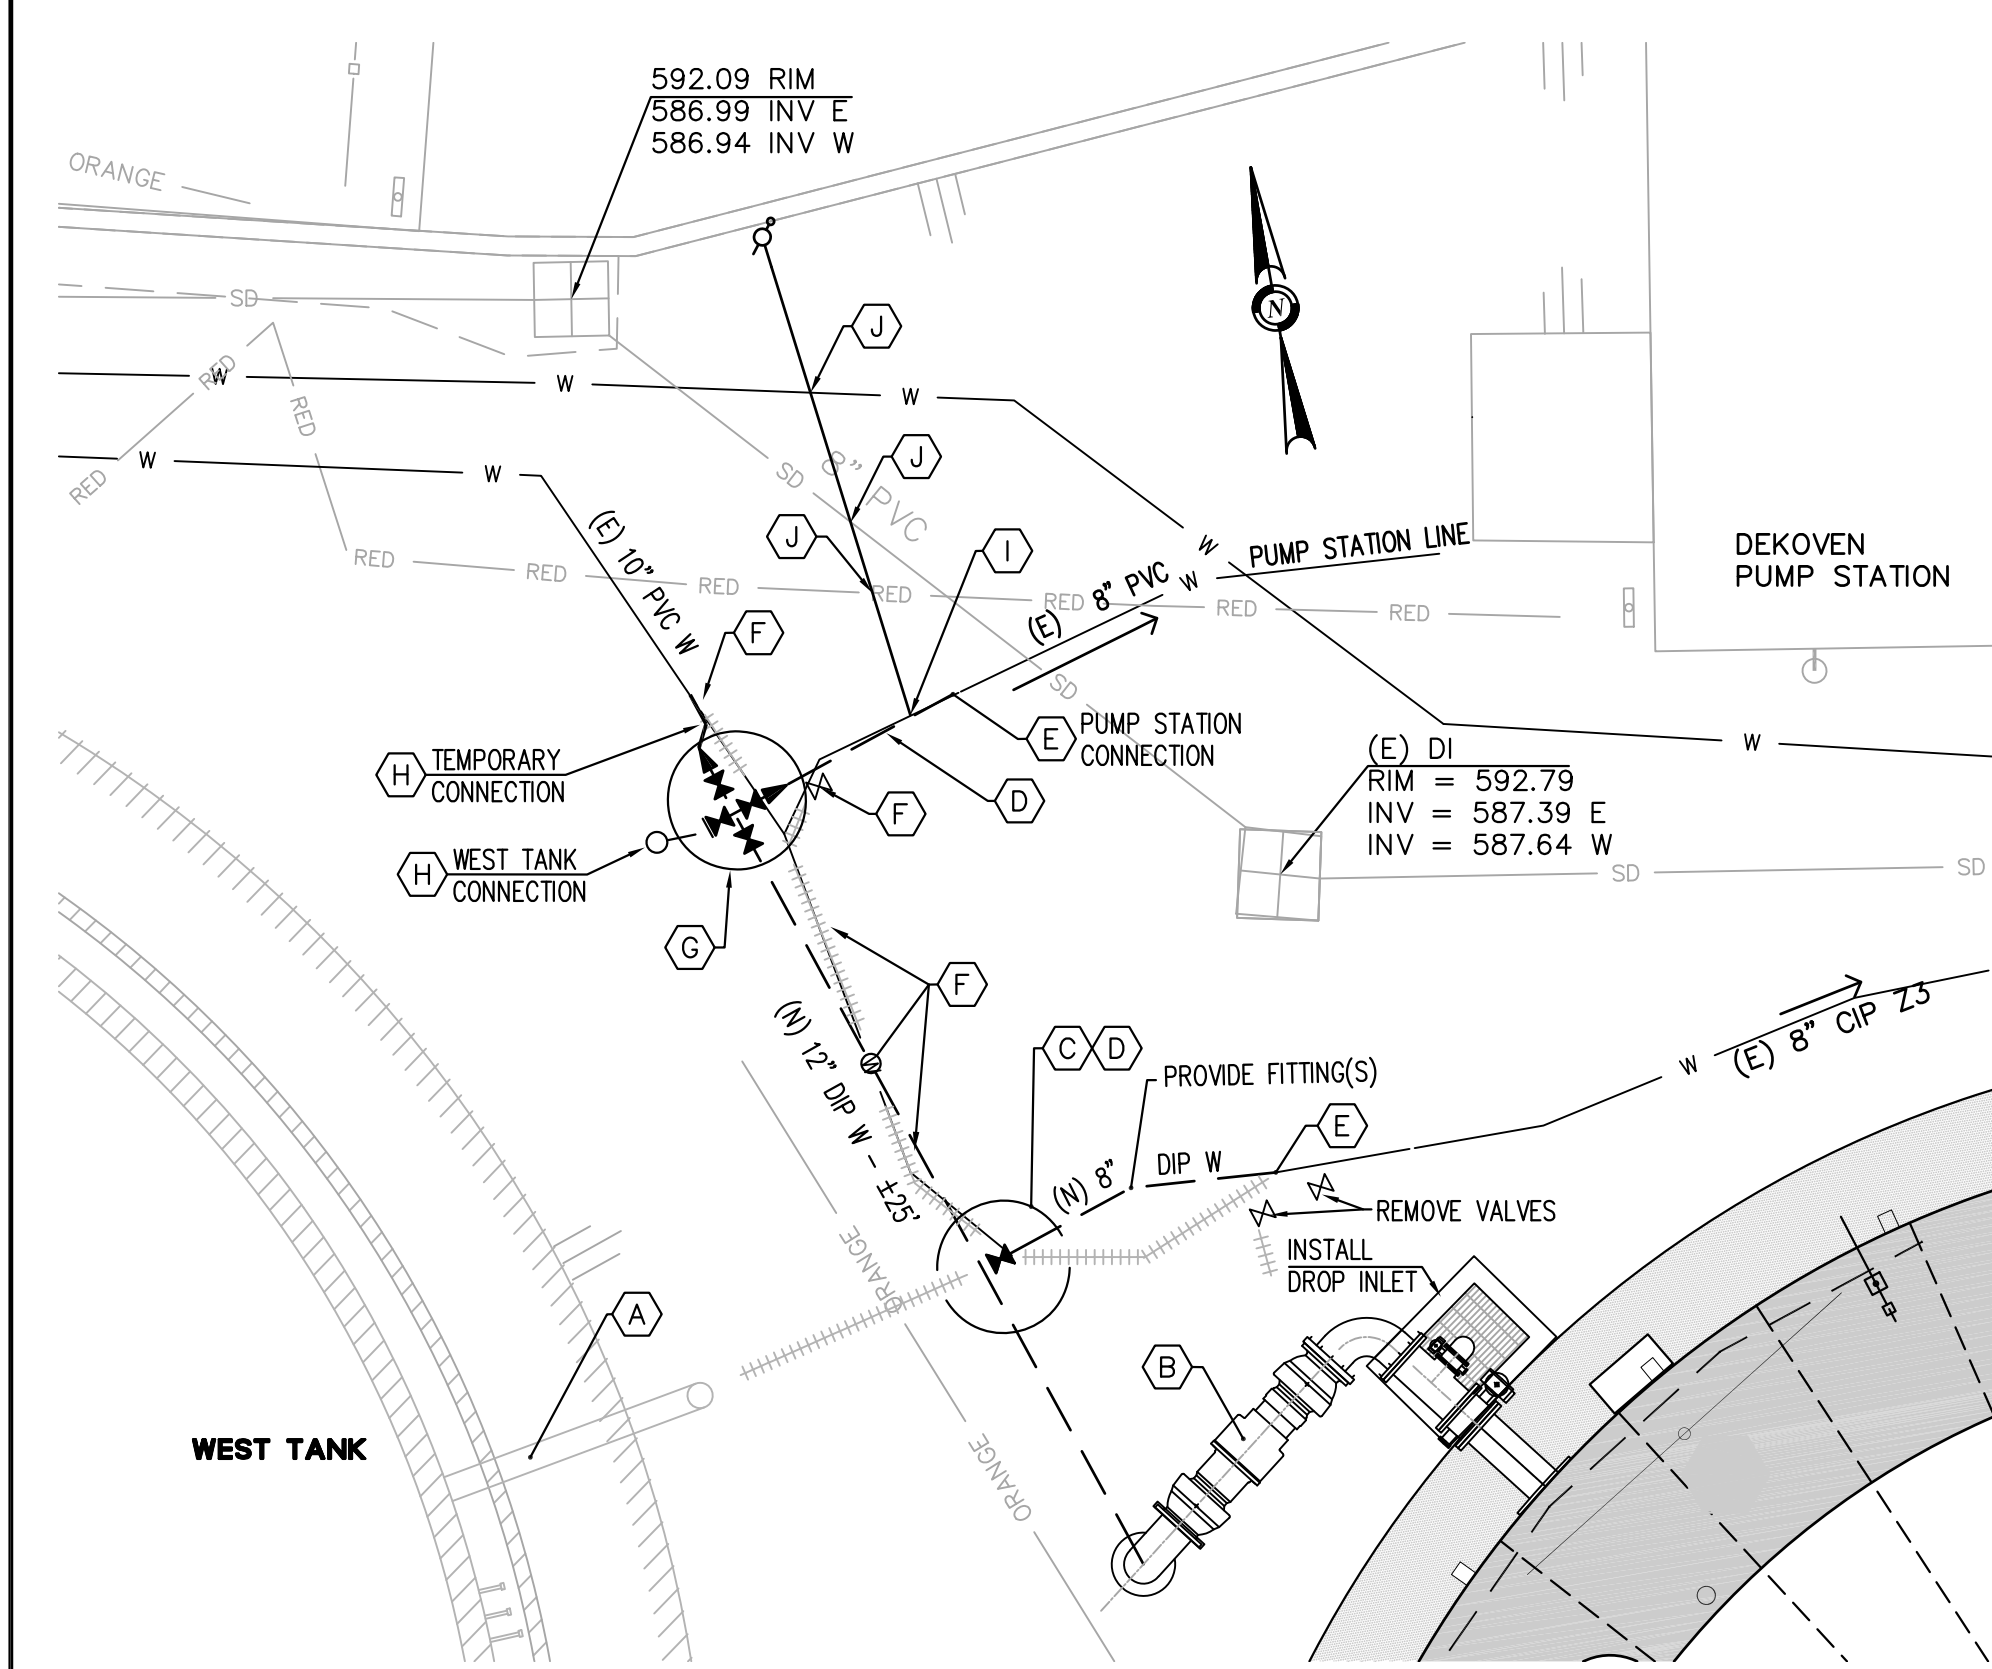 592.09 RIM
586.99 INV E
586.94 INV W
ORANGE
SD
J
N
RED
W
W
W
RED
J
W
W
RED
SD
8" PVC
J
I
W
PUMP STATION LINE
DEKOVEN
PUMP STATION
(E) 10" PVC W
RED
RED
RED
RED
RED
RED
RED
(E) 8" PVC
W
F
SD
H
TEMPORARY
CONNECTION
E
PUMP STATION
CONNECTION
W
(E) DI
RIM = 592.79
INV = 587.39 E
INV = 587.64 W
D
F
H
WEST TANK
CONNECTION
SD
SD
G
F
(N) 12" DIP W - ±25'
W
C
D
PROVIDE FITTING(S)
W
(E) 8" CIP Z3
E
(N) 8"
DIP W
REMOVE VALVES
ORANGE
INSTALL
DROP INLET
A
B
WEST TANK
ORANGE